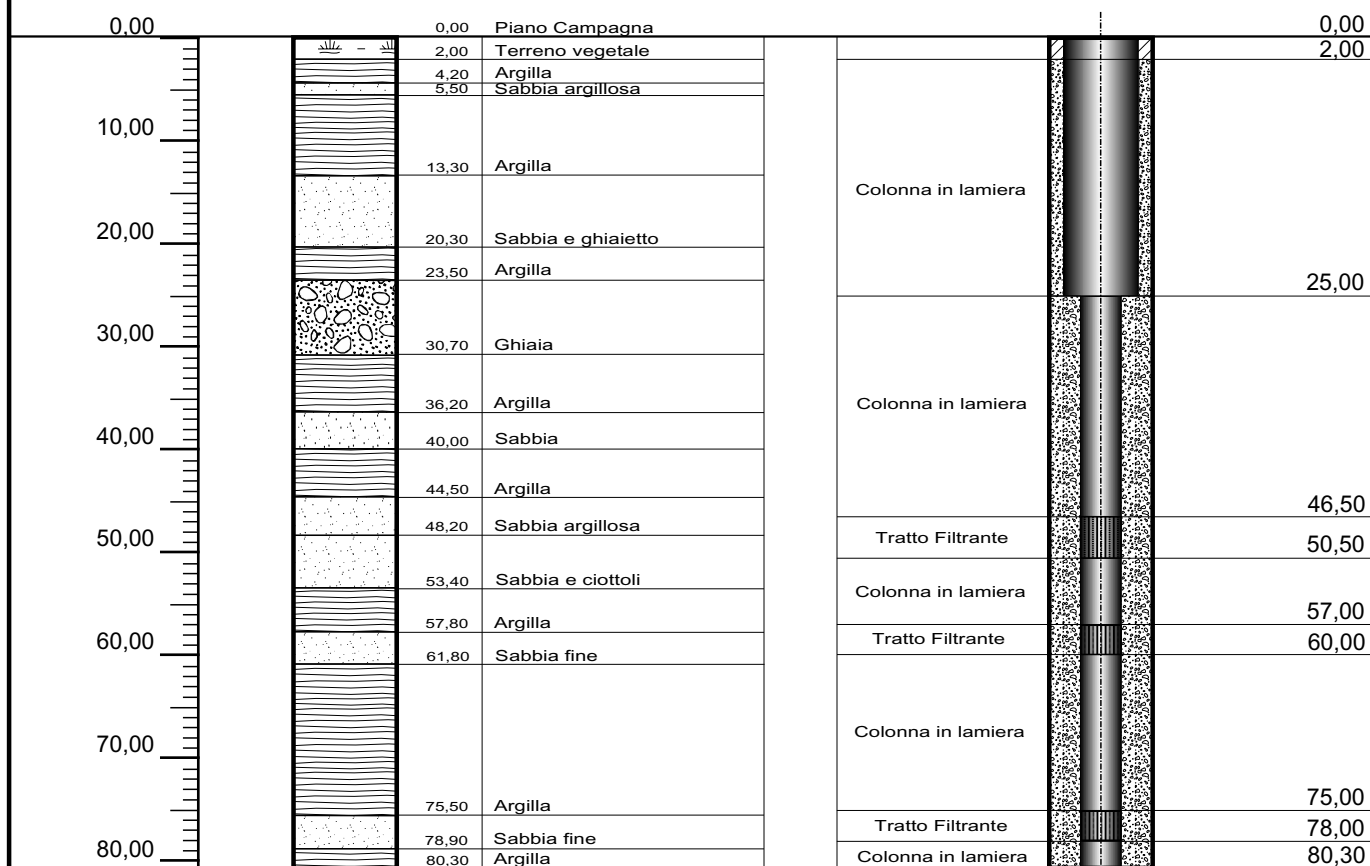 0,00 0,00 Piano Campagna 0,00
2,00 Terreno vegetale 2,00
4,20 Argilla
5,50 Sabbia argillosa
10,00
13,30 Argilla
Colonna in lamiera
20,00 20,30 Sabbia e ghiaietto
23,50 Argilla
25,00
30,00 30,70 Ghiaia
36,20 Argilla Colonna in lamiera
40,00 40,00 Sabbia
44,50 Argilla
46,50
48,20 Sabbia argillosa
50,00 Tratto Filtrante 50,50
53,40 Sabbia e ciottoli
Colonna in lamiera
57,80 Argilla 57,00
60,00 Tratto Filtrante 60,00
61,80 Sabbia fine
70,00 Colonna in lamiera
75,50 Argilla 75,00
Tratto Filtrante 78,00
78,90 Sabbia fine
80,00 80,30 Argilla Colonna in lamiera 80,30